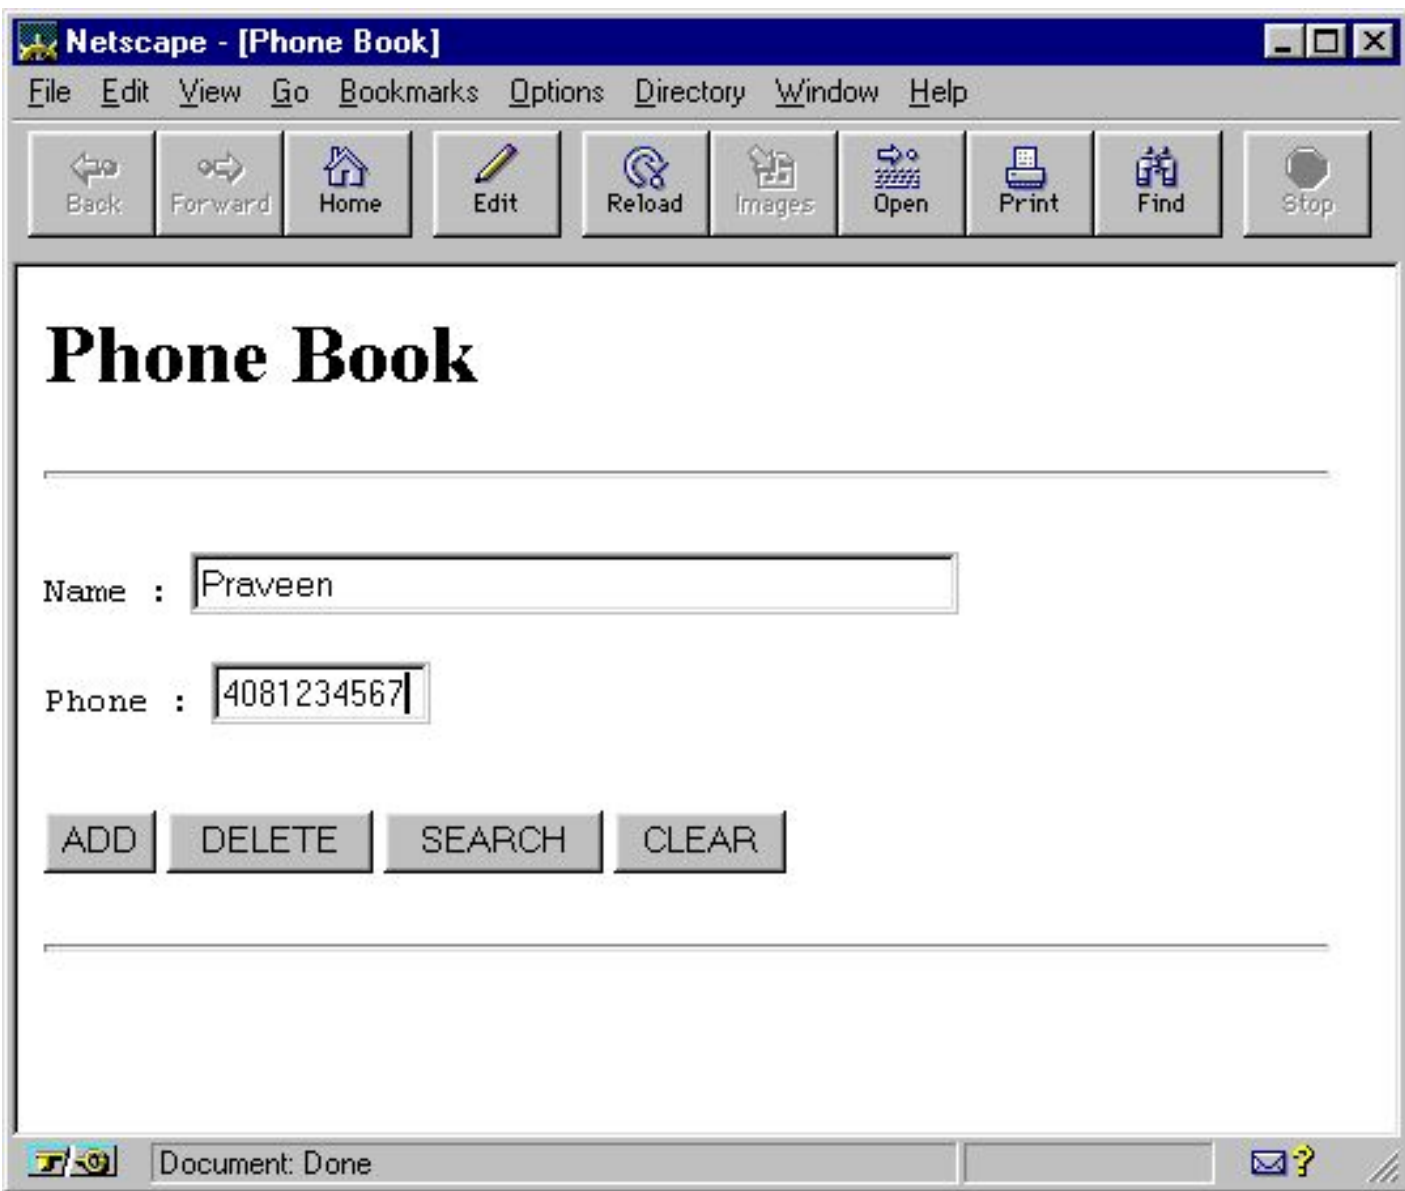 Netscape - [Phone Book]
File Edit View Go Bookmarks Options Directory Window Help
Back Forward Home Edit Reload Images Open Print Find Stop
Phone Book
Name : Praveen
Phone : 4081234567
ADD DELETE SEARCH CLEAR
Document: Done